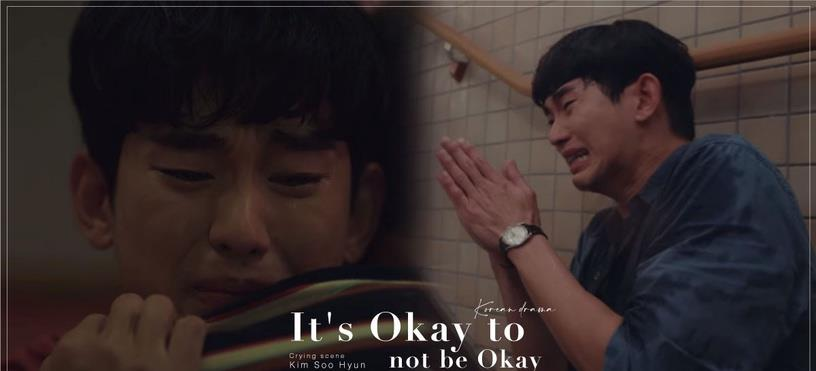 Korean drama
It's Okay to
not be Okay
Crying scene
Kim Soo Hyun